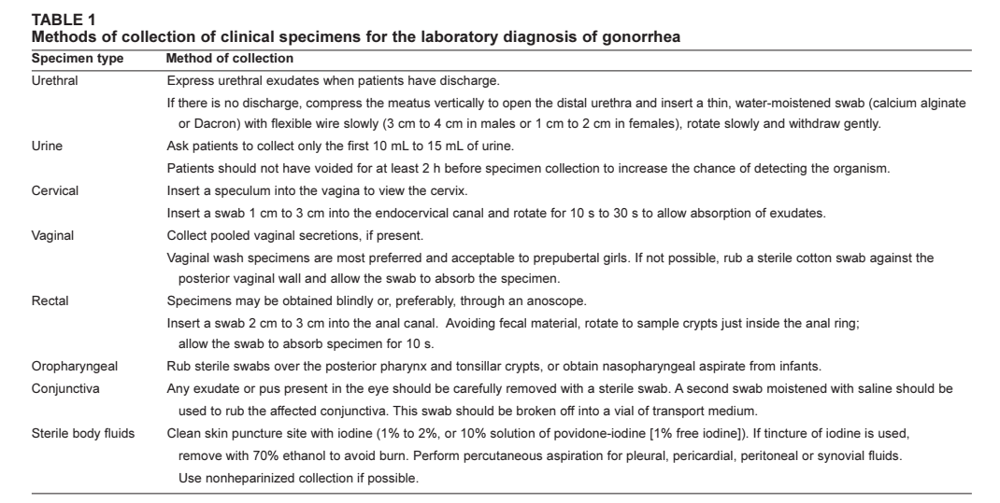 TABLE 1
Methods of collection of clinical specimens for the laboratory diagnosis of gonorrhea
Specimen type Method of collection
Urethral Express urethral exudates when patients have discharge.
If there is no discharge, compress the meatus vertically to open the distal urethra and insert a thin, water-moistened swab (calcium alginate
or Dacron) with flexible wire slowly (3 cm to 4 cm in males or 1 cm to 2 cm in females), rotate slowly and withdraw gently.
Urine Ask patients to collect only the first 10 mL to 15 mL of urine.
Patients should not have voided for at least 2 h before specimen collection to increase the chance of detecting the organism.
Cervical Insert a speculum into the vagina to view the cervix.
Insert a swab 1 cm to 3 cm into the endocervical canal and rotate for 10 s to 30 s to allow absorption of exudates.
Vaginal Collect pooled vaginal secretions, if present.
Vaginal wash specimens are most preferred and acceptable to prepubertal girls. If not possible, rub a sterile cotton swab against the
posterior vaginal wall and allow the swab to absorb the specimen.
Rectal Specimens may be obtained blindly or, preferably, through an anoscope.
Insert a swab 2 cm to 3 cm into the anal canal. Avoiding fecal material, rotate to sample crypts just inside the anal ring;
allow the swab to absorb specimen for 10 s.
Oropharyngeal Rub sterile swabs over the posterior pharynx and tonsillar crypts, or obtain nasopharyngeal aspirate from infants.
Conjunctiva Any exudate or pus present in the eye should be carefully removed with a sterile swab. A second swab moistened with saline should be
used to rub the affected conjunctiva. This swab should be broken off into a vial of transport medium.
Sterile body fluids Clean skin puncture site with iodine (1% to 2%, or 10% solution of povidone-iodine [1% free iodine]). If tincture of iodine is used,
remove with 70% ethanol to avoid burn. Perform percutaneous aspiration for pleural, pericardial, peritoneal or synovial fluids.
Use nonheparinized collection if possible.